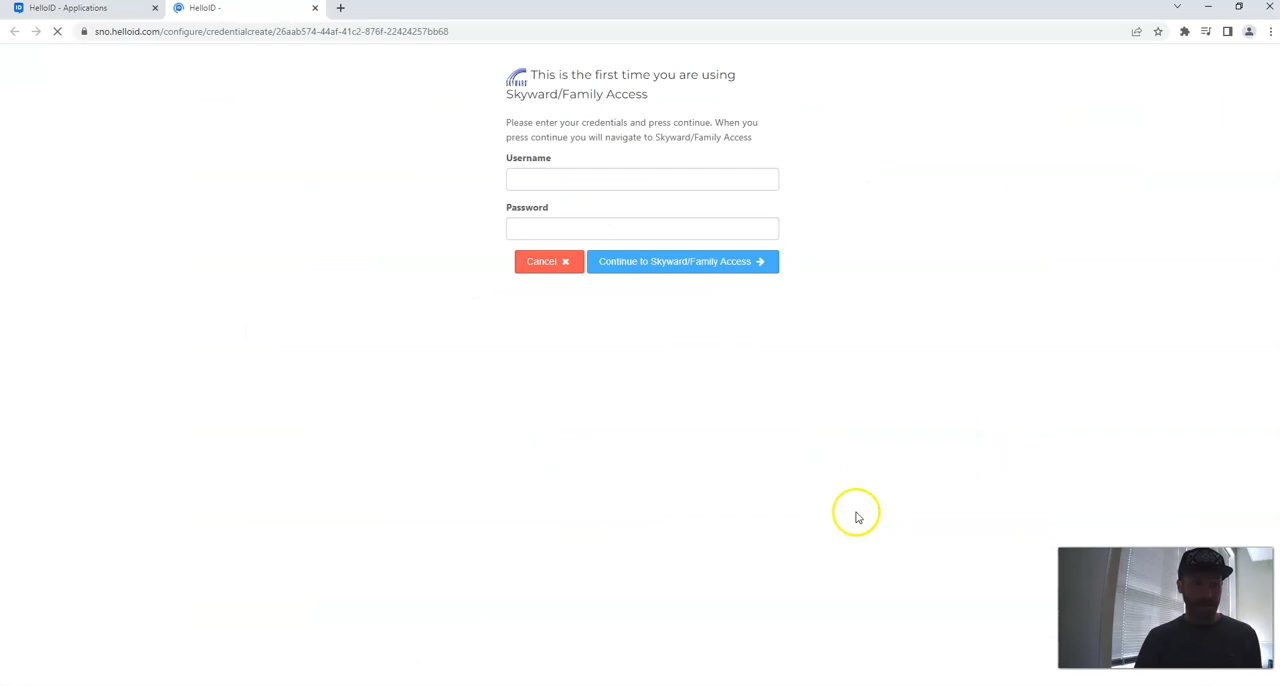 HelloID - Applications
HelloID -
sno.helloid.com/configure/credentialcreate/26aab574-44af-41c2-876f-22424257bb68
SKYWARD
This is the first time you are using
Skyward/Family Access
Please enter your credentials and press continue. When you
press continue you will navigate to Skyward/Family Access
Username
Password
Cancel
Continue to Skyward/Family Access